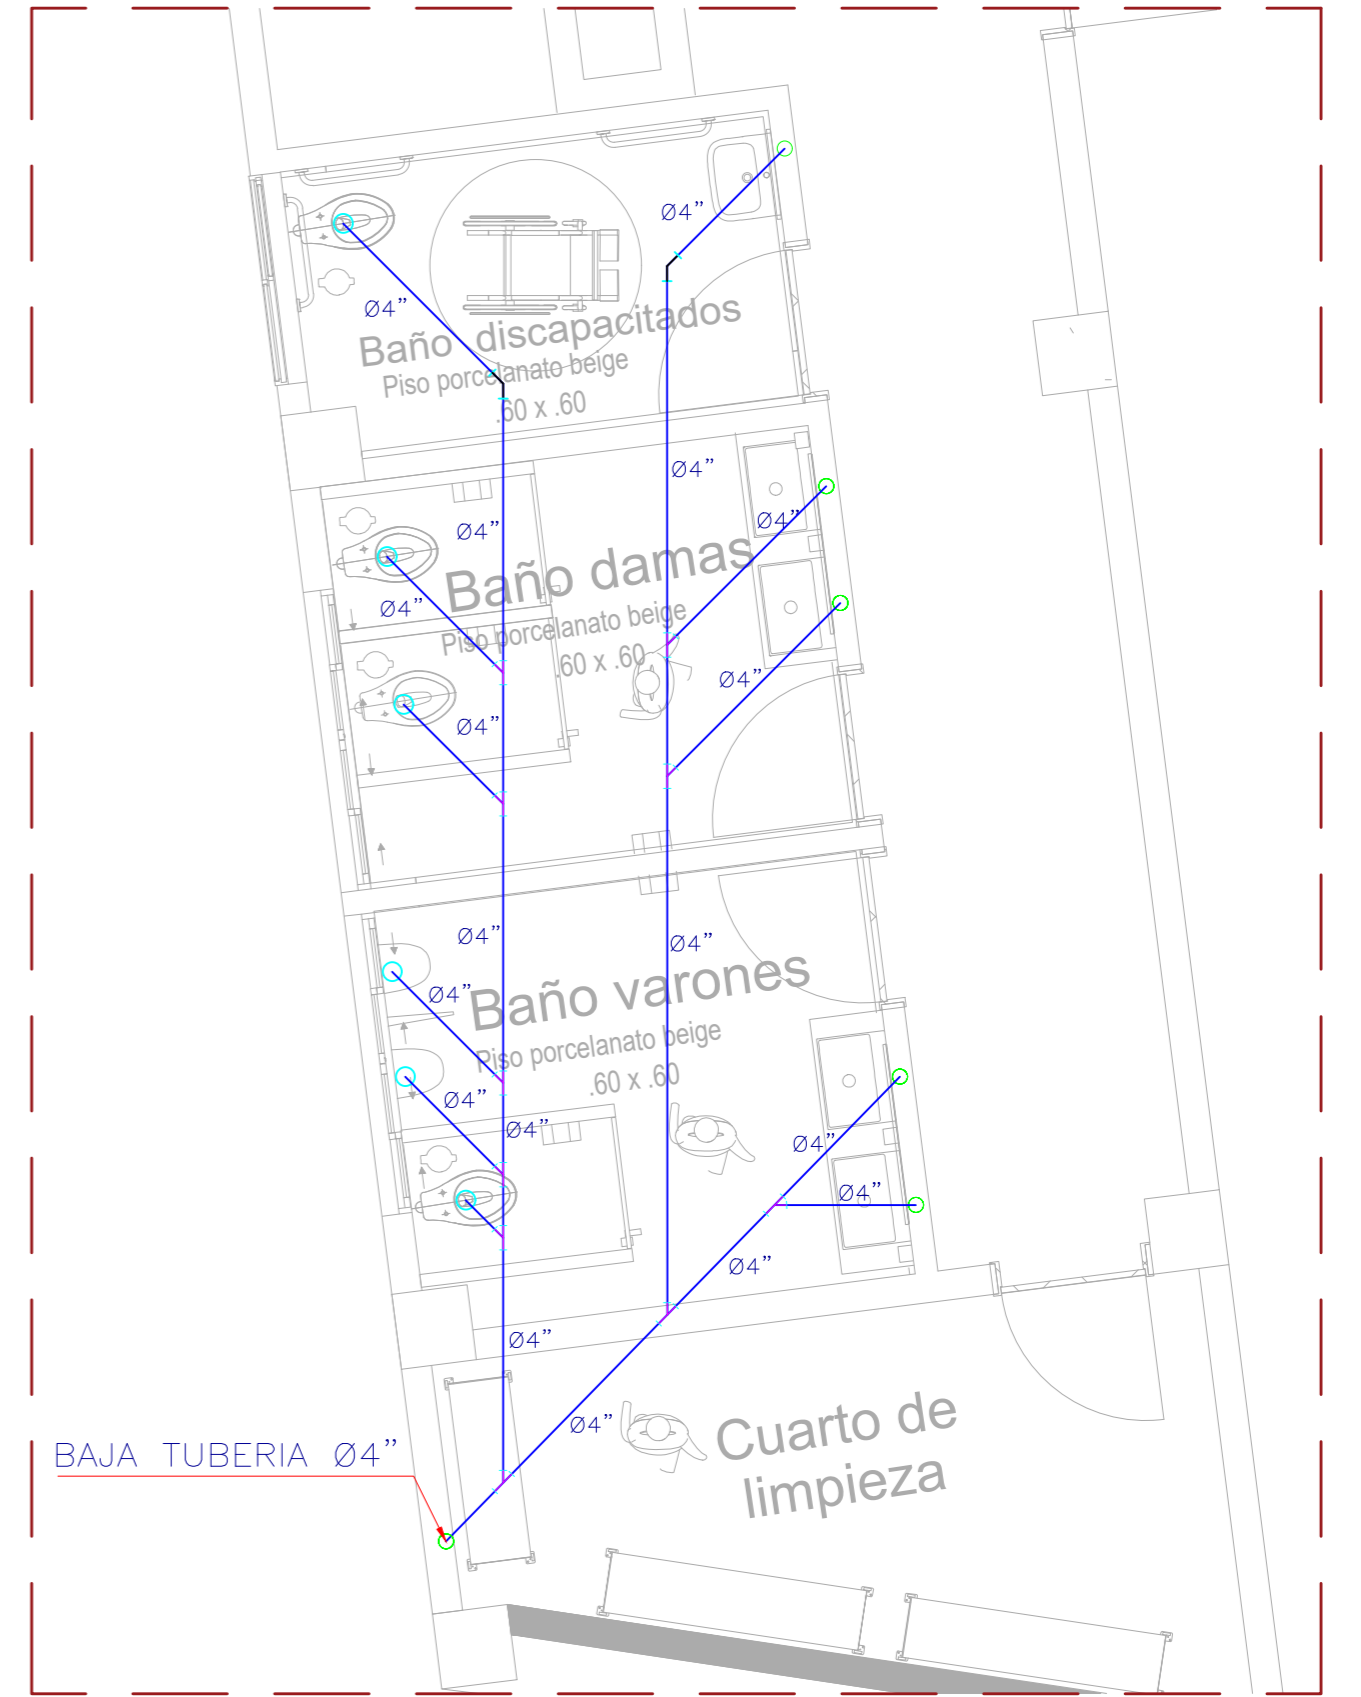 Ø4”
Ø4”
Baño discapacitados
Piso porcelanato beige
.60 x .60
Ø4”
Ø4”
Ø4”
Baño damas
Ø4”
Piso porcelanato beige
.60 x .60
Ø4”
Ø4”
Ø4”
Ø4”
Baño varones
Ø4”
Piso porcelanato beige
.60 x .60
Ø4”
Ø4”
Ø4”
Ø4”
Ø4”
Ø4”
Ø4”
Cuarto de
limpieza
BAJA TUBERIA Ø4”